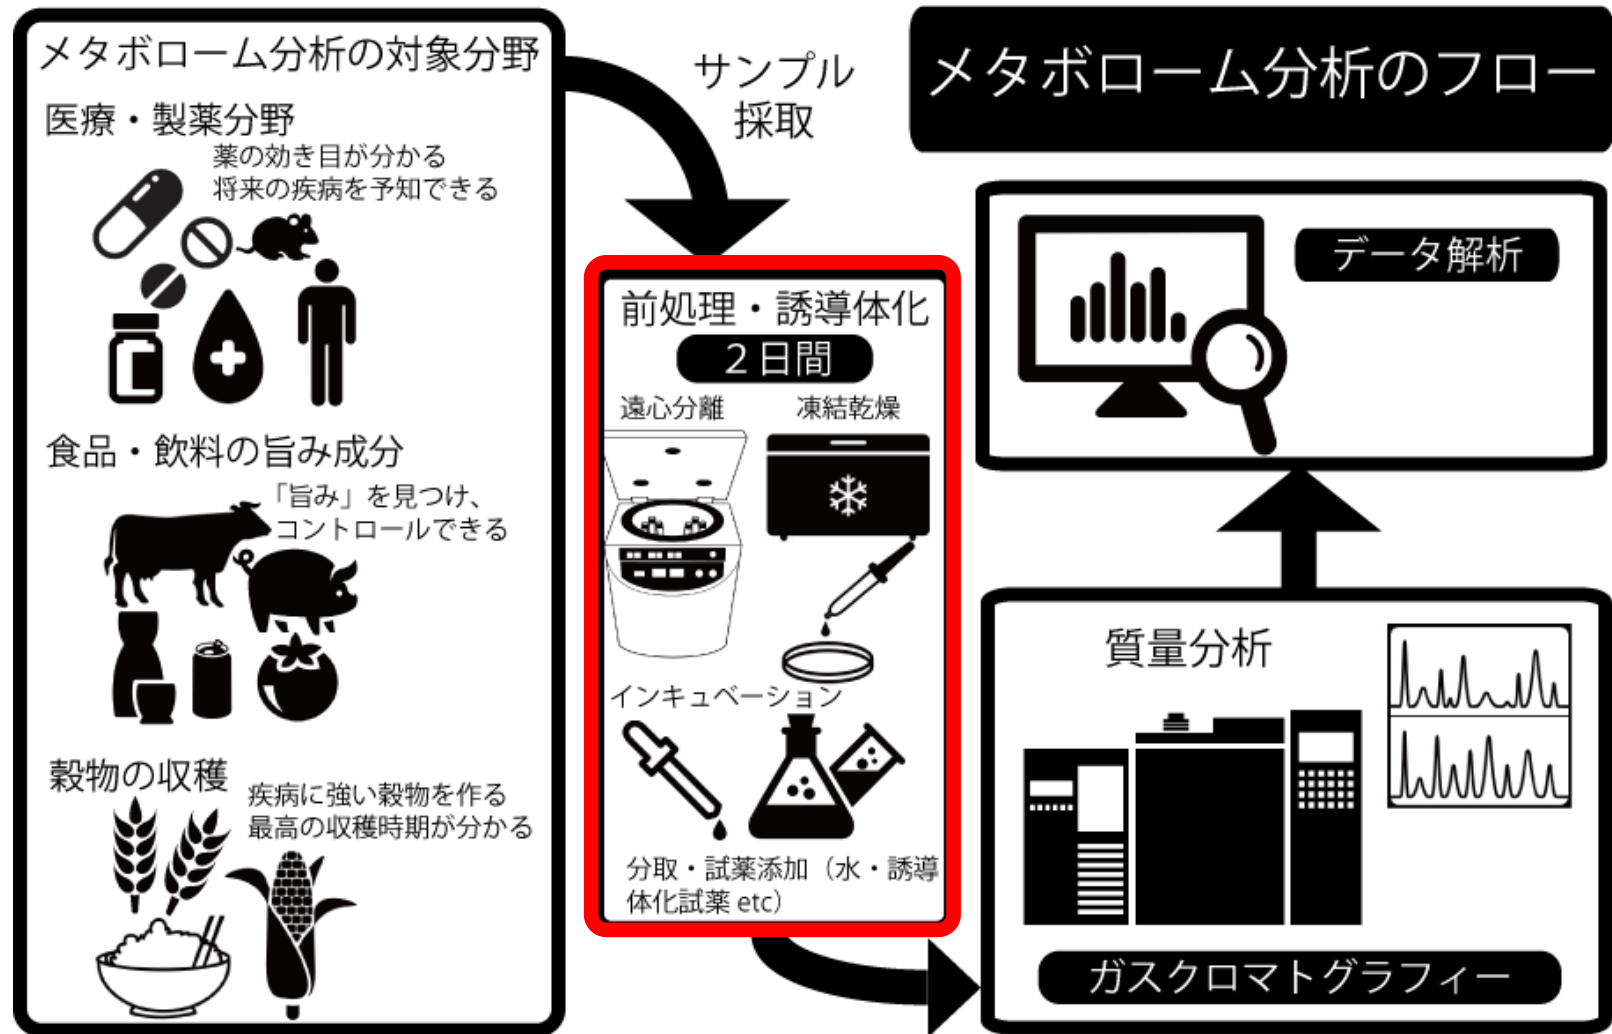 メタボローム分析の対象分野
医療・製薬分野
薬の効き目が分かる
将来の疾病を予知できる
食品・飲料の旨み成分
「旨み」を見つけ、
コントロールできる
穀物の収穫
疾病に強い穀物を作る
最高の収穫時期が分かる
サンプル
採取
メタボローム分析のフロー
前処理・誘導体化
２日間
遠心分離
凍結乾燥
インキュベーション
分取・試薬添加（水・誘導
体化試薬 etc）
質量分析
ガスクロマトグラフィー
データ解析